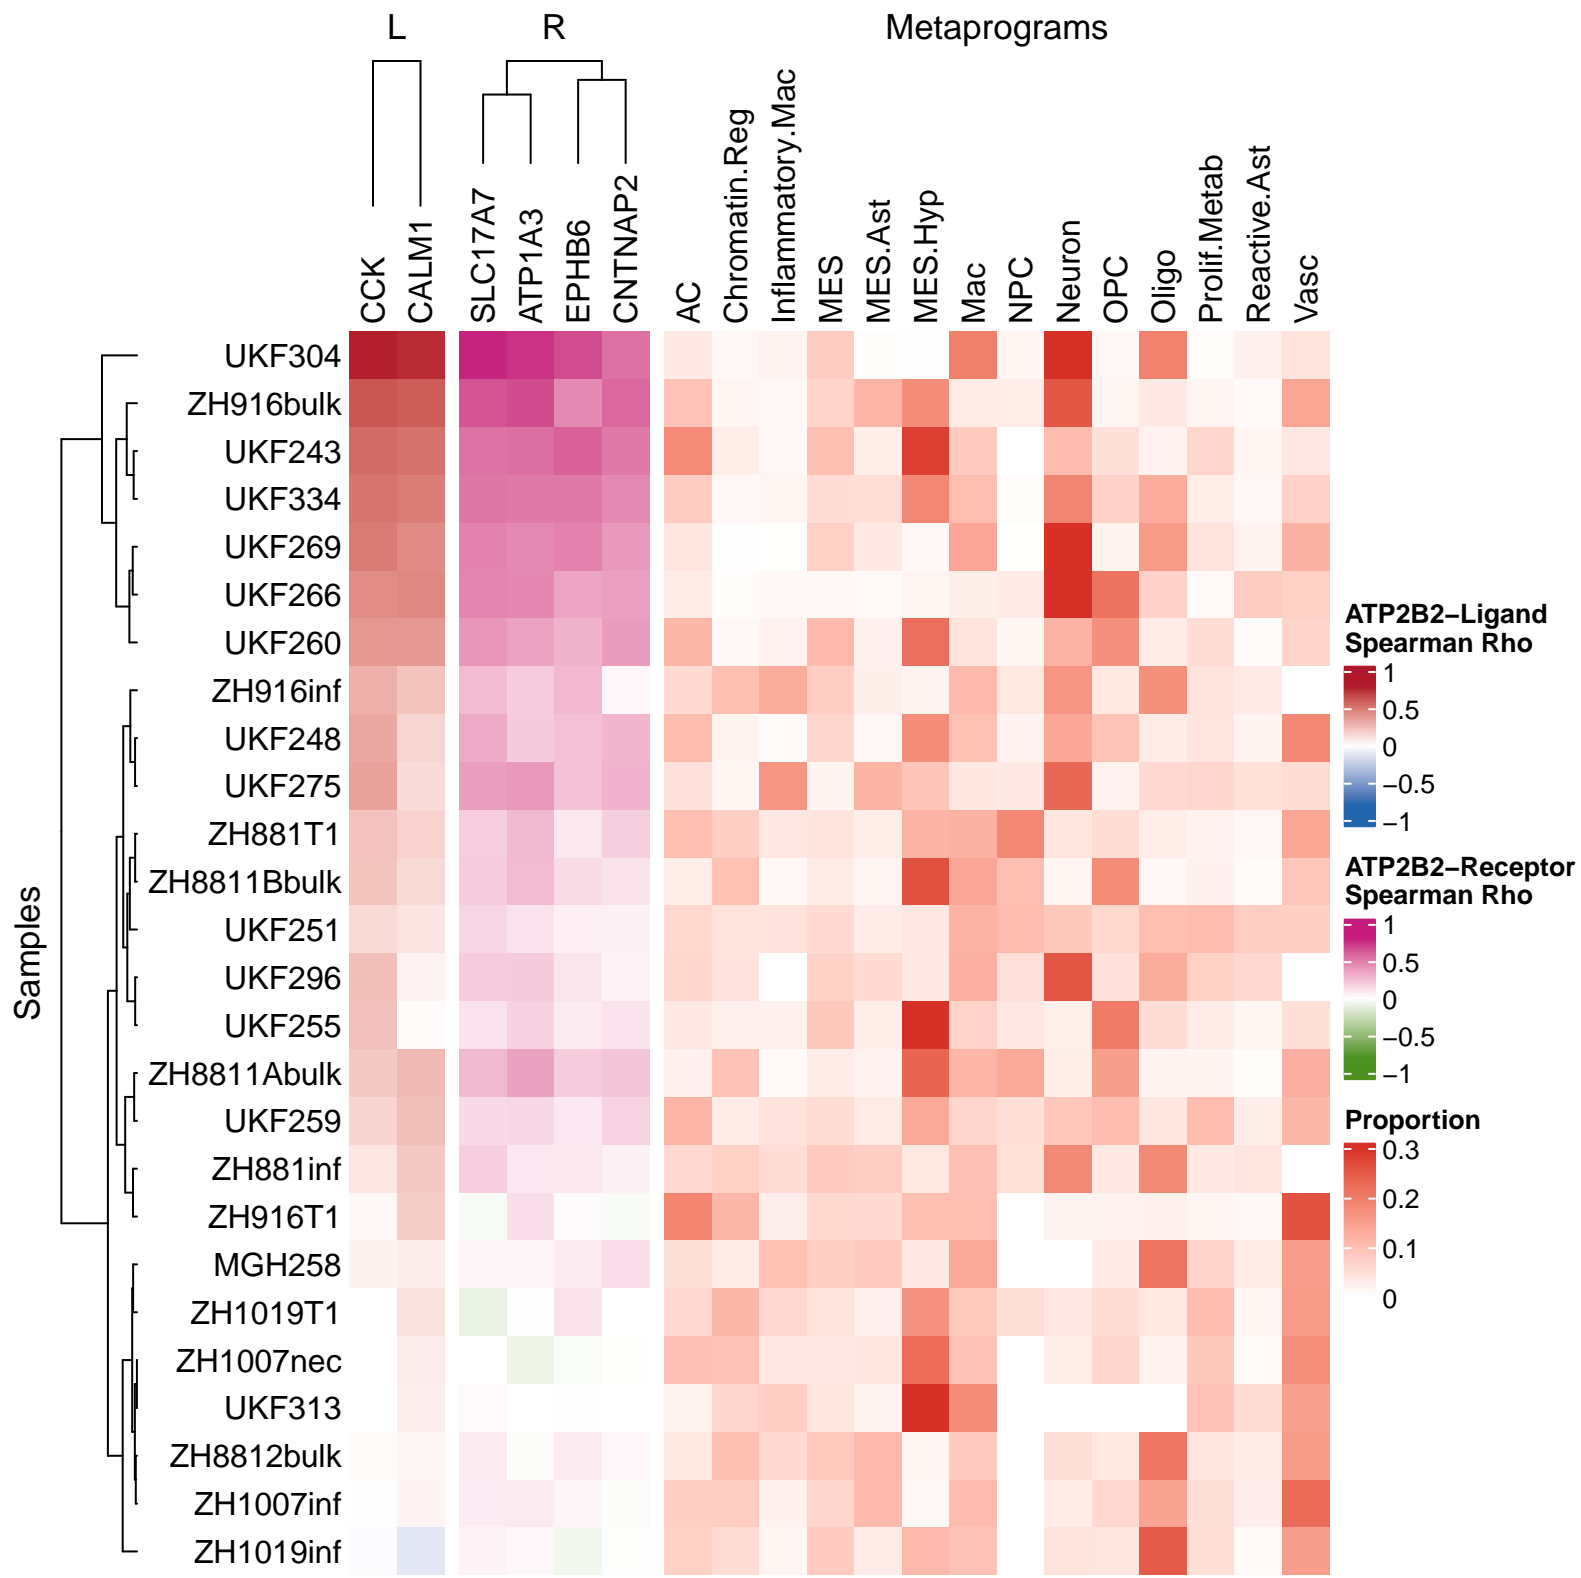 L R Metaprograms
CCK
CALM1
SLC17A7
ATP1A3
EPHB6
CNTNAP2
AC
Chromatin.Reg
Inflammatory.Mac
MES
MES.Ast
MES.Hyp
Mac
NPC
Neuron
OPC
Oligo
Prolif.Metab
Reactive.Ast
Vasc
Samples
UKF304
ZH916bulk
UKF243
UKF334
UKF269
UKF266
UKF260
ZH916inf
UKF248
UKF275
ZH881T1
ZH8811Bbulk
UKF251
UKF296
UKF255
ZH8811Abulk
UKF259
ZH881inf
ZH916T1
MGH258
ZH1019T1
ZH1007nec
UKF313
ZH8812bulk
ZH1007inf
ZH1019inf
ATP2B2−Ligand
Spearman Rho
1
0.5
0
−0.5
−1
ATP2B2−Receptor
Spearman Rho
1
0.5
0
−0.5
−1
Proportion
0.3
0.2
0.1
0